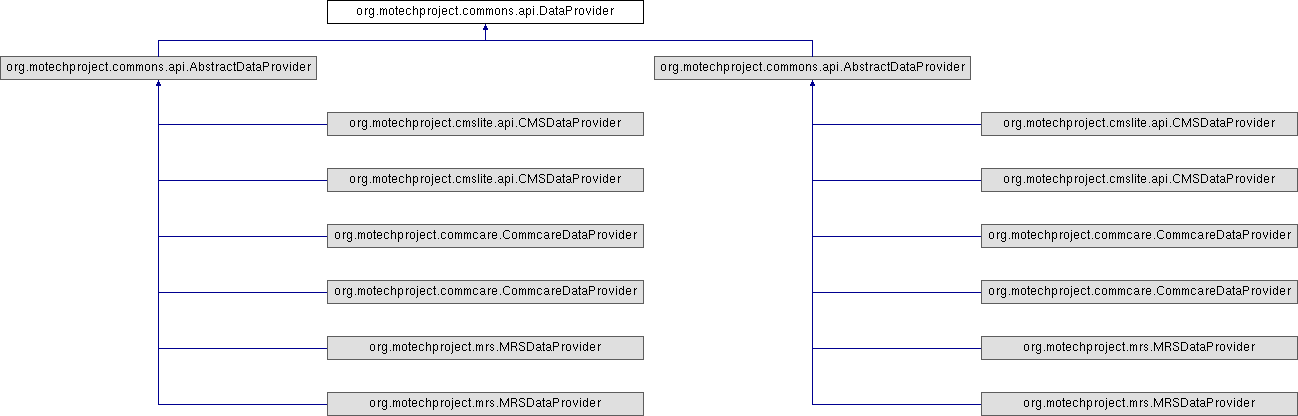 org.motechproject.commons.api.DataProvider
org.motechproject.commons.api.AbstractDataProvider
org.motechproject.commons.api.AbstractDataProvider
org.motechproject.cmslite.api.CMSDataProvider
org.motechproject.cmslite.api.CMSDataProvider
org.motechproject.cmslite.api.CMSDataProvider
org.motechproject.cmslite.api.CMSDataProvider
org.motechproject.commcare.CommcareDataProvider
org.motechproject.commcare.CommcareDataProvider
org.motechproject.commcare.CommcareDataProvider
org.motechproject.commcare.CommcareDataProvider
org.motechproject.mrs.MRSDataProvider
org.motechproject.mrs.MRSDataProvider
org.motechproject.mrs.MRSDataProvider
org.motechproject.mrs.MRSDataProvider